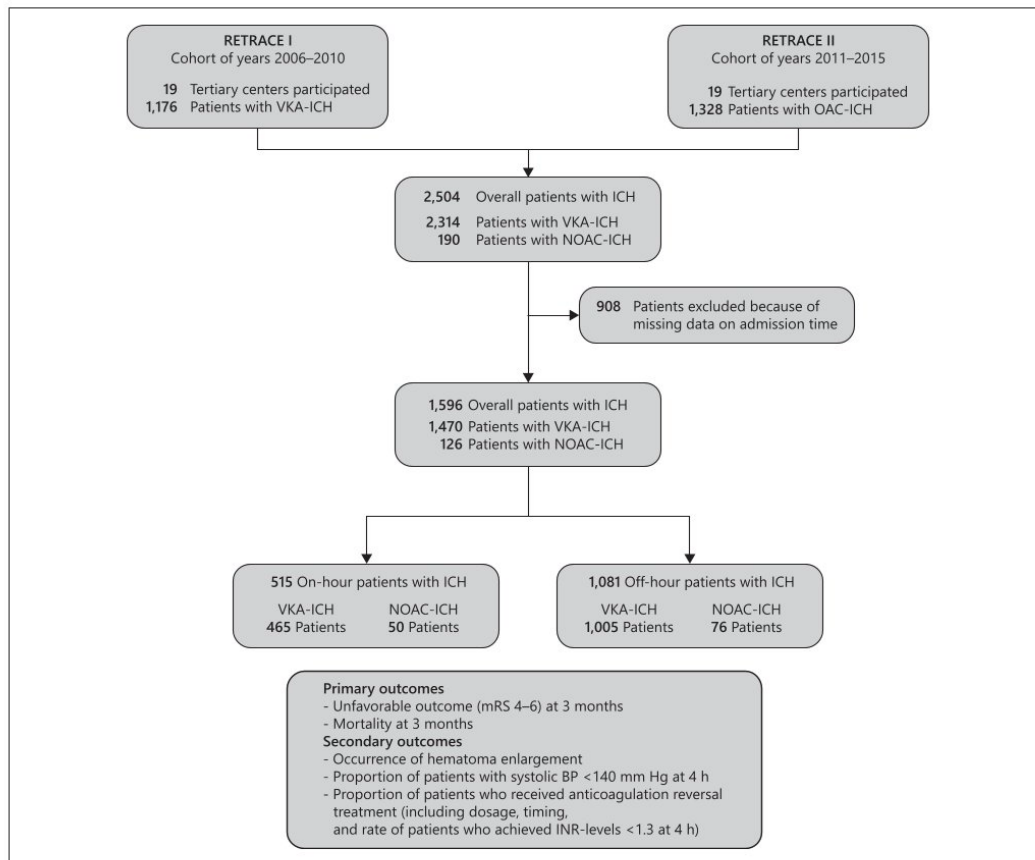 RETRACE I
Cohort of years 2006–2010
19 Tertiary centers participated
1,176 Patients with VKA-ICH
RETRACE II
Cohort of years 2011–2015
19 Tertiary centers participated
1,328 Patients with OAC-ICH
2,504 Overall patients with ICH
2,314 Patients with VKA-ICH
190 Patients with NOAC-ICH
908 Patients excluded because of
missing data on admission time
1,596 Overall patients with ICH
1,470 Patients with VKA-ICH
126 Patients with NOAC-ICH
515 On-hour patients with ICH
VKA-ICH NOAC-ICH
465 Patients 50 Patients
1,081 Off-hour patients with ICH
VKA-ICH NOAC-ICH
1,005 Patients 76 Patients
Primary outcomes
- Unfavorable outcome (mRS 4–6) at 3 months
- Mortality at 3 months
Secondary outcomes
- Occurrence of hematoma enlargement
- Proportion of patients with systolic BP <140 mm Hg at 4 h
- Proportion of patients who received anticoagulation reversal
treatment (including dosage, timing,
and rate of patients who achieved INR-levels <1.3 at 4 h)